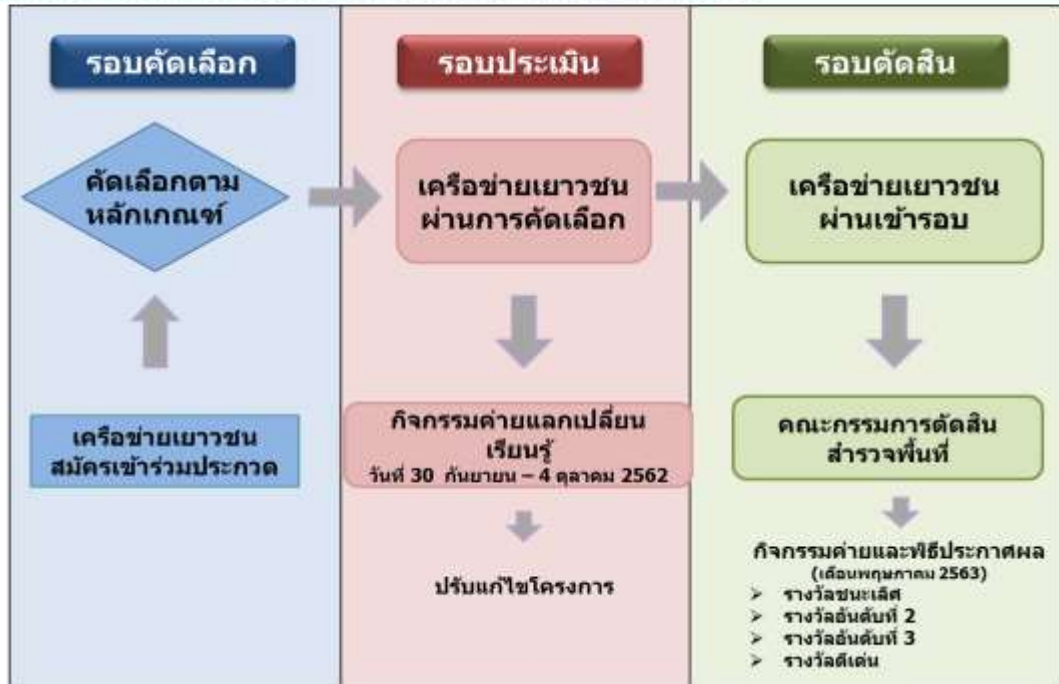 รอบคัดเลือก
คัดเลือกตาม
หลักเกณฑ์
เครือข่ายเยาวชน
สมัครเข้าร่วมประกวด
รอบประเมิน
เครือข่ายเยาวชน
ผ่านการคัดเลือก
กิจกรรมค่ายแลกเปลี่ยน
เรียนรู้
วันที่ 30 กันยายน – 4 ตุลาคม 2562
ปรับแก้ไขโครงการ
รอบตัดสิน
เครือข่ายเยาวชน
ผ่านเข้ารอบ
คณะกรรมการตัดสิน
สำรวจพื้นที่
กิจกรรมค่ายและพิธีประกาศผล
(เดือนพฤษภาคม 2563)
➢ รางวัลชนะเลิศ
➢ รางวัลอันดับที่ 2
➢ รางวัลอันดับที่ 3
➢ รางวัลดีเด่น